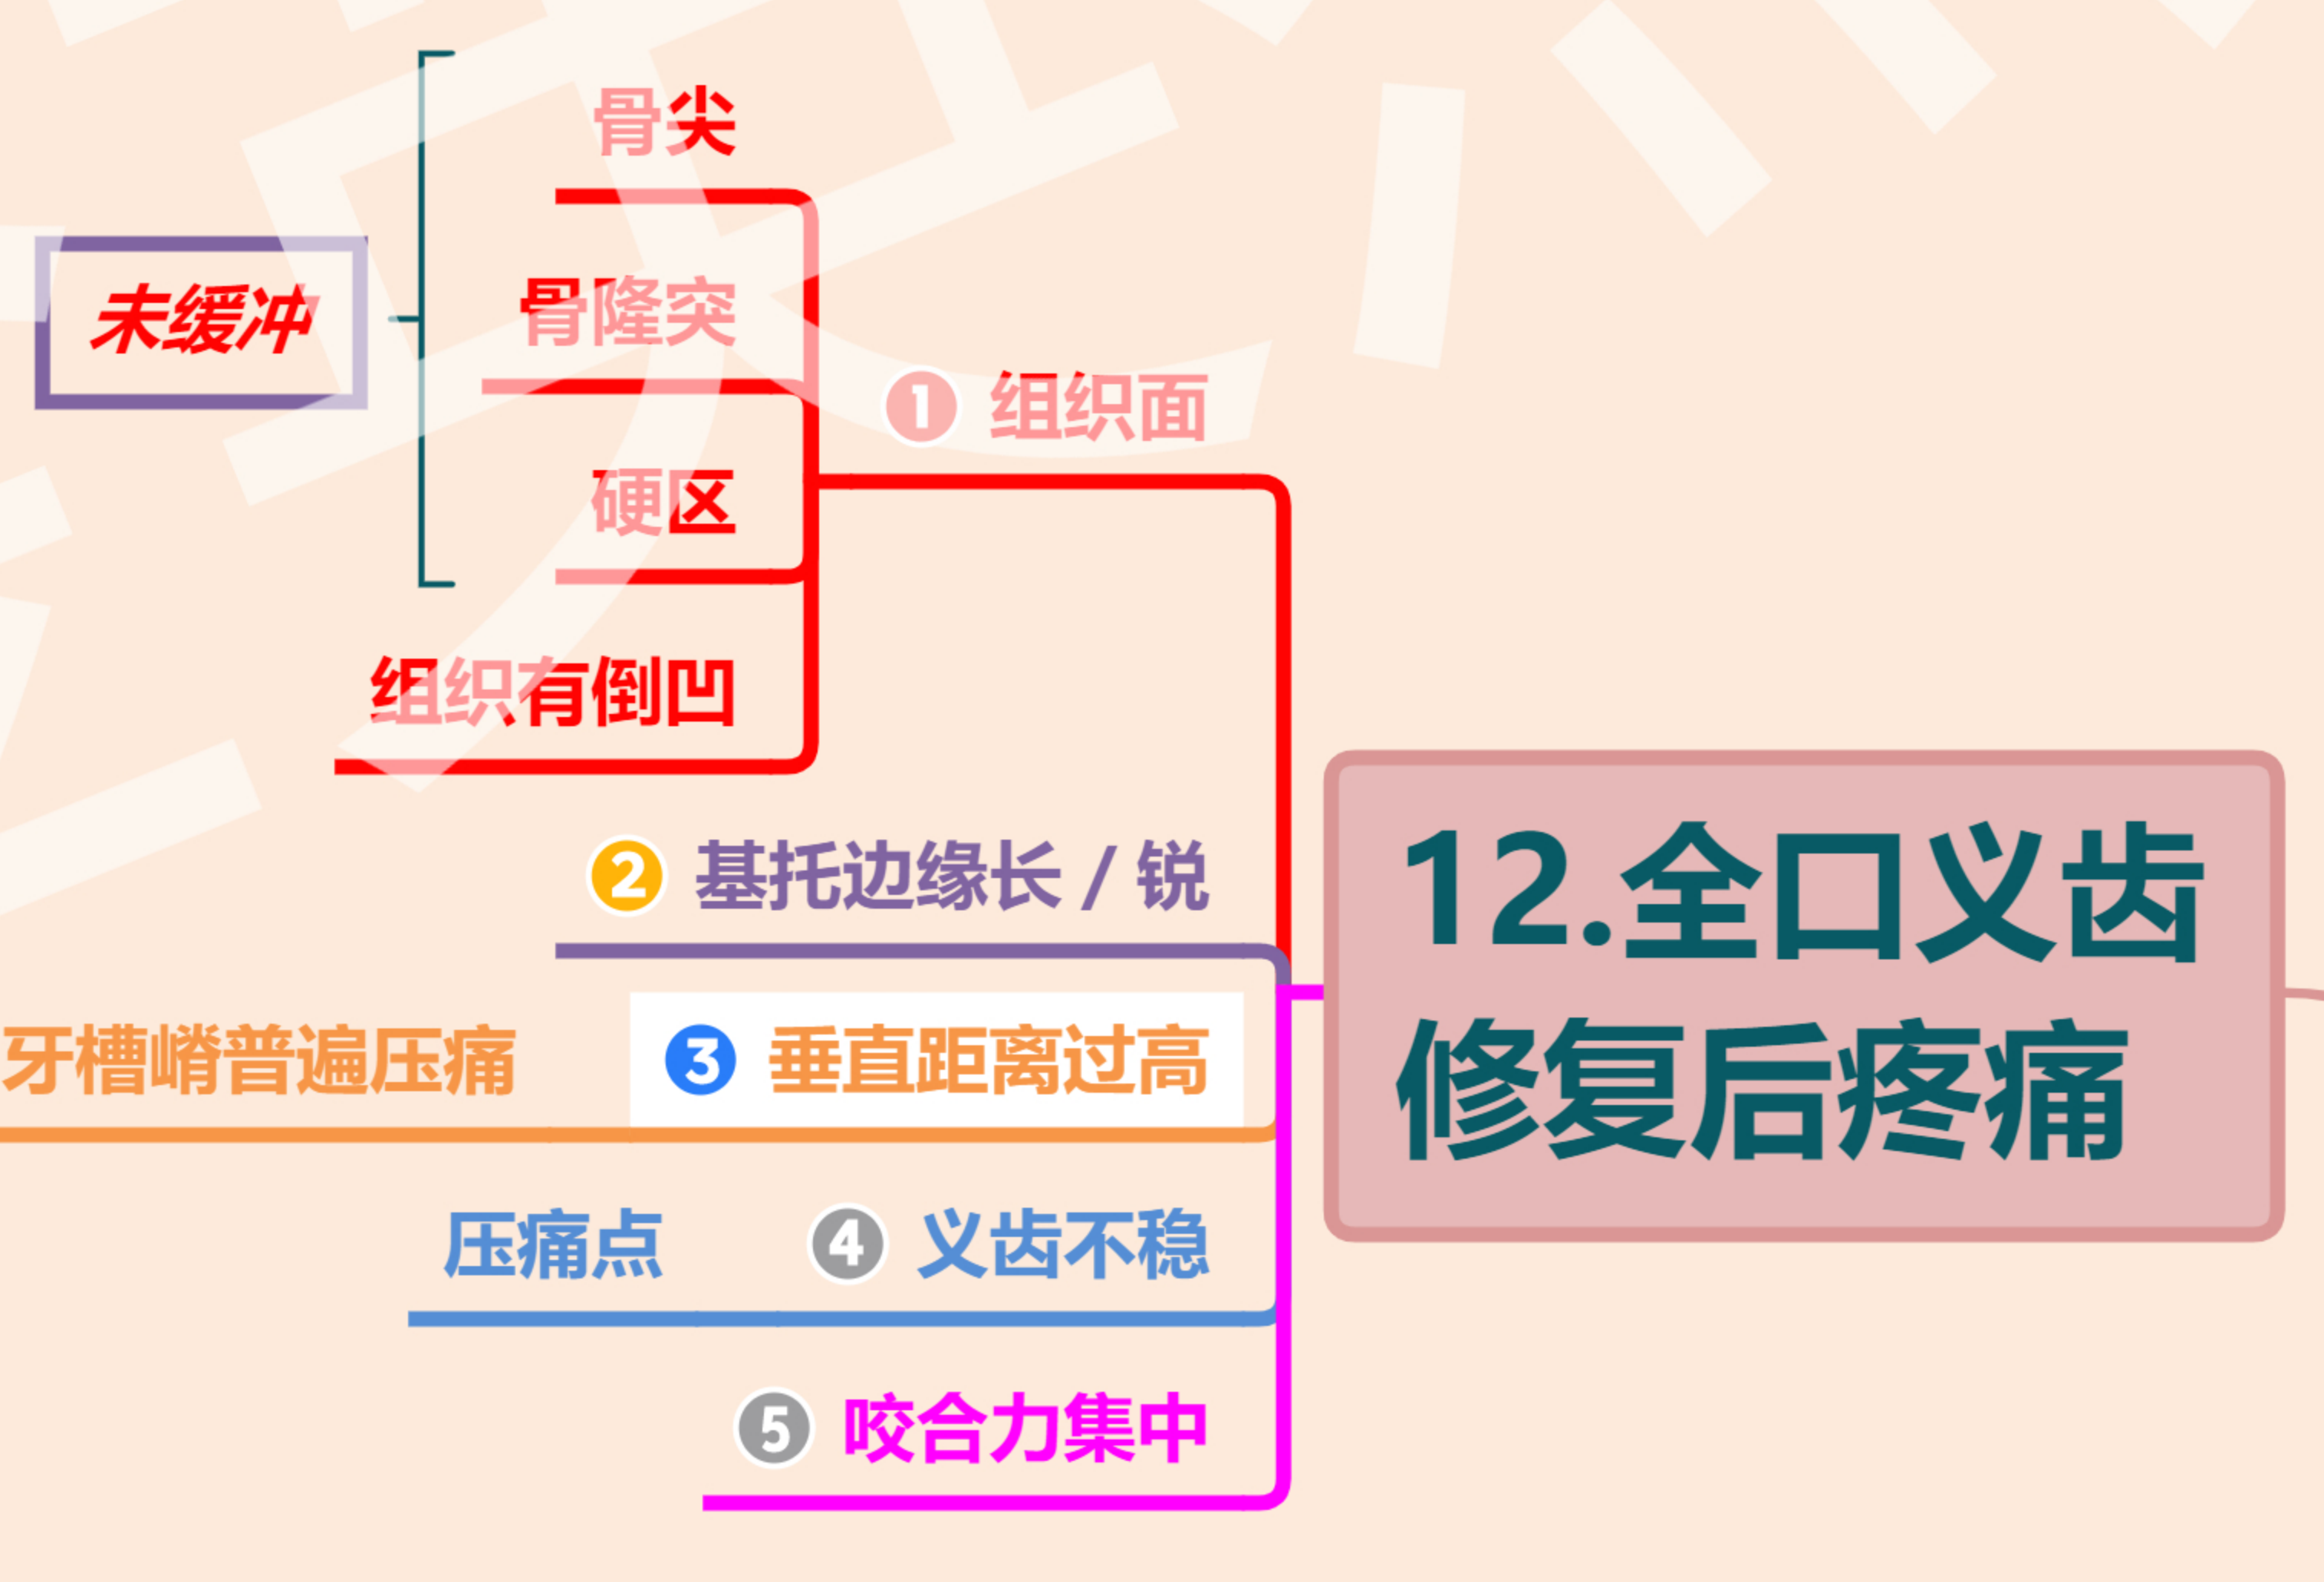 骨尖
骨隆突
未缓冲
① 组织面
硬区
组织有倒凹
② 基托边缘长 / 锐
12.全口义齿
修复后疼痛
牙槽嵴普遍压痛
③ 垂直距离过高
压痛点
④ 义齿不稳
⑤ 咬合力集中